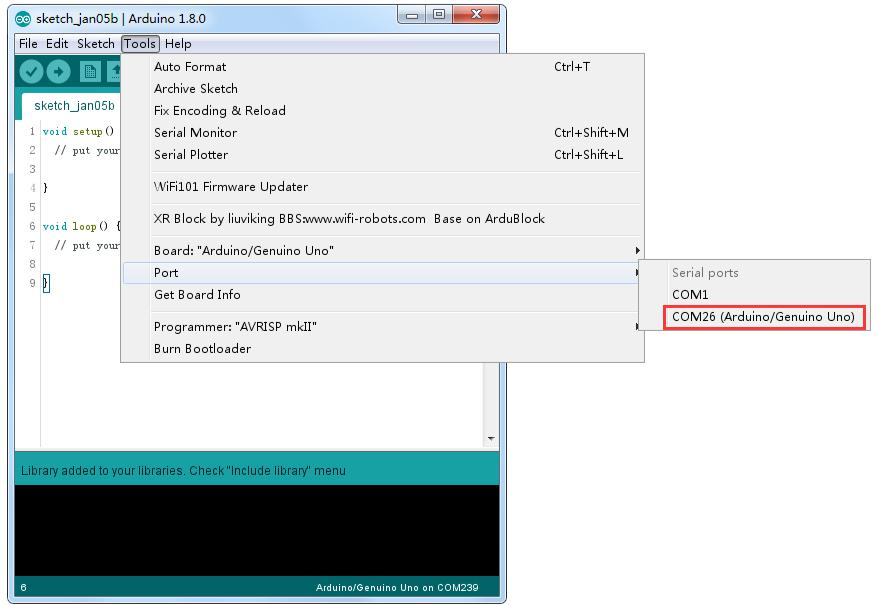 sketch_jan05b | Arduino 1.8.0
File Edit Sketch Tools Help
Auto Format Ctrl+T
Archive Sketch
sketch_jan05b
Fix Encoding & Reload
1 void setup()
Serial Monitor Ctrl+Shift+M
2 // put your
Serial Plotter Ctrl+Shift+L
3
4 }
WiFi101 Firmware Updater
5
XR Block by liuviking BBS:www.wifi-robots.com Base on ArduBlock
6 void loop() {
7 // put your
Board: "Arduino/Genuino Uno"
8
Port
9 }
Get Board Info
Programmer: "AVRISP mkII"
Burn Bootloader
Serial ports
COM1
COM26 (Arduino/Genuino Uno)
Library added to your libraries. Check "Include library" menu
6 Arduino/Genuino Uno on COM239